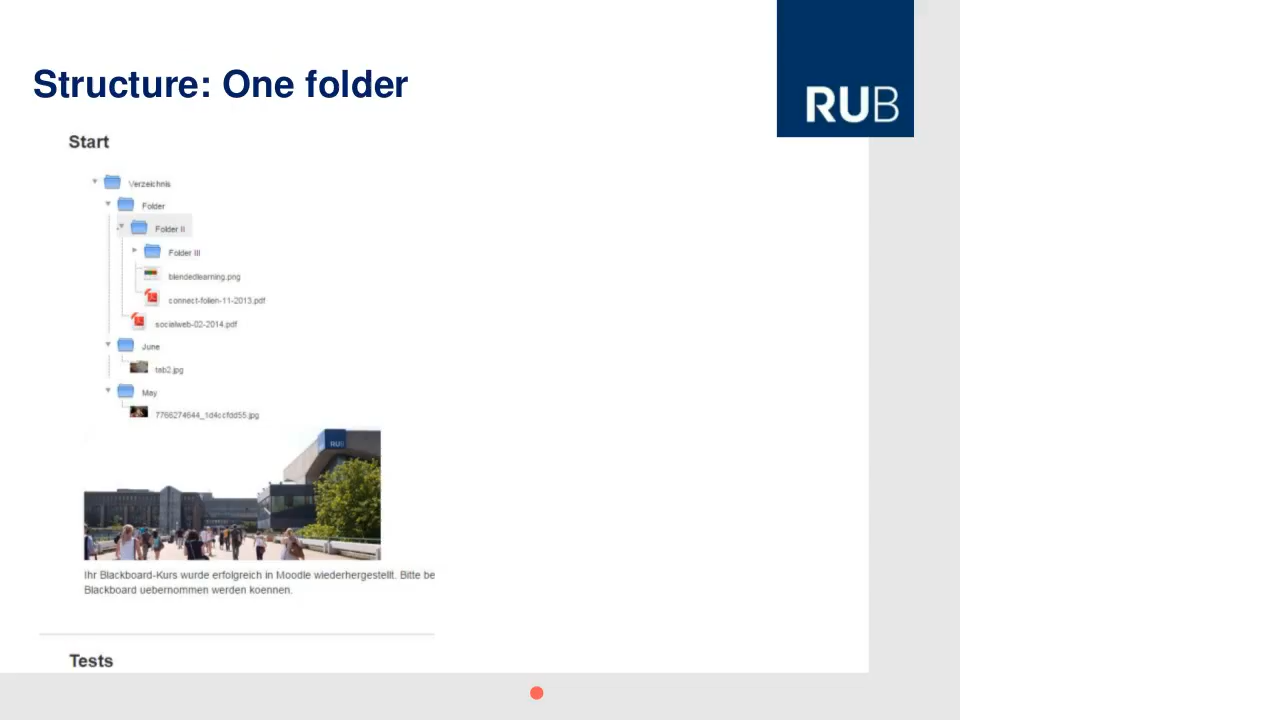 Structure: One folder
RUB
Start
Verzeichnis
Folder
Folder II
Folder III
blendedlearning.png
connect-folien-11-2013.pdf
socialweb-02-2014.pdf
June
tab2.jpg
May
7766274644_1d4ccfdd55.jpg
RUB
Ihr Blackboard-Kurs wurde erfolgreich in Moodle wiederhergestellt. Bitte be
Blackboard uebernommen werden koennen.
Tests